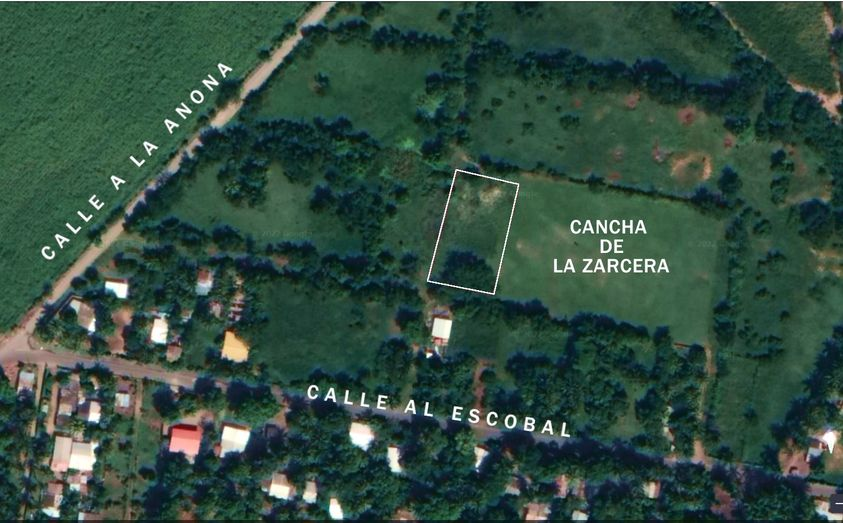 CALLE A LA ANONA
CANCHA
DE
LA ZARCERA
CALLE AL ESCOBAL